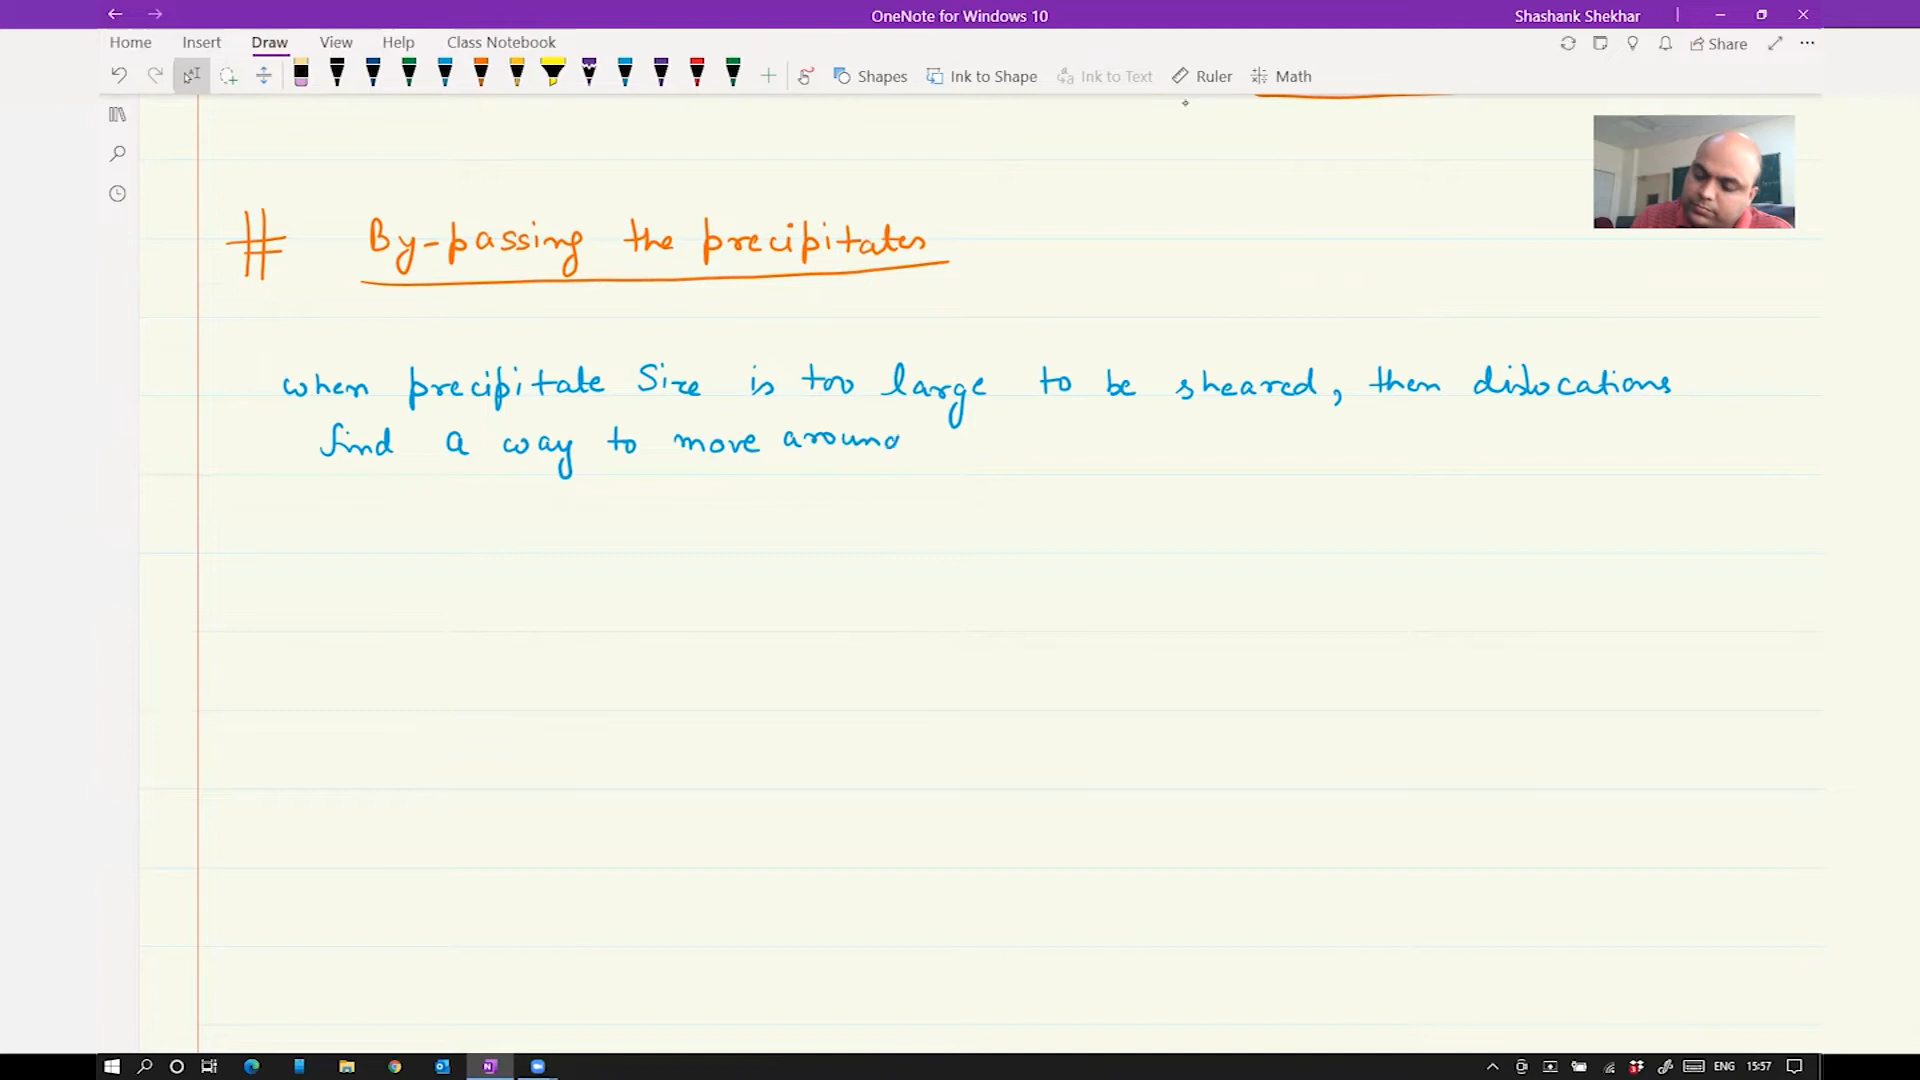 OneNote for Windows 10
Shashank Shekhar
Home Insert Draw View Help Class Notebook
Share
Shapes Ink to Shape Ink to Text Ruler Math
# By-passing the precipitates
when precipitate size is too large to be sheared, then dislocations
find a way to move around
ENG 15:57